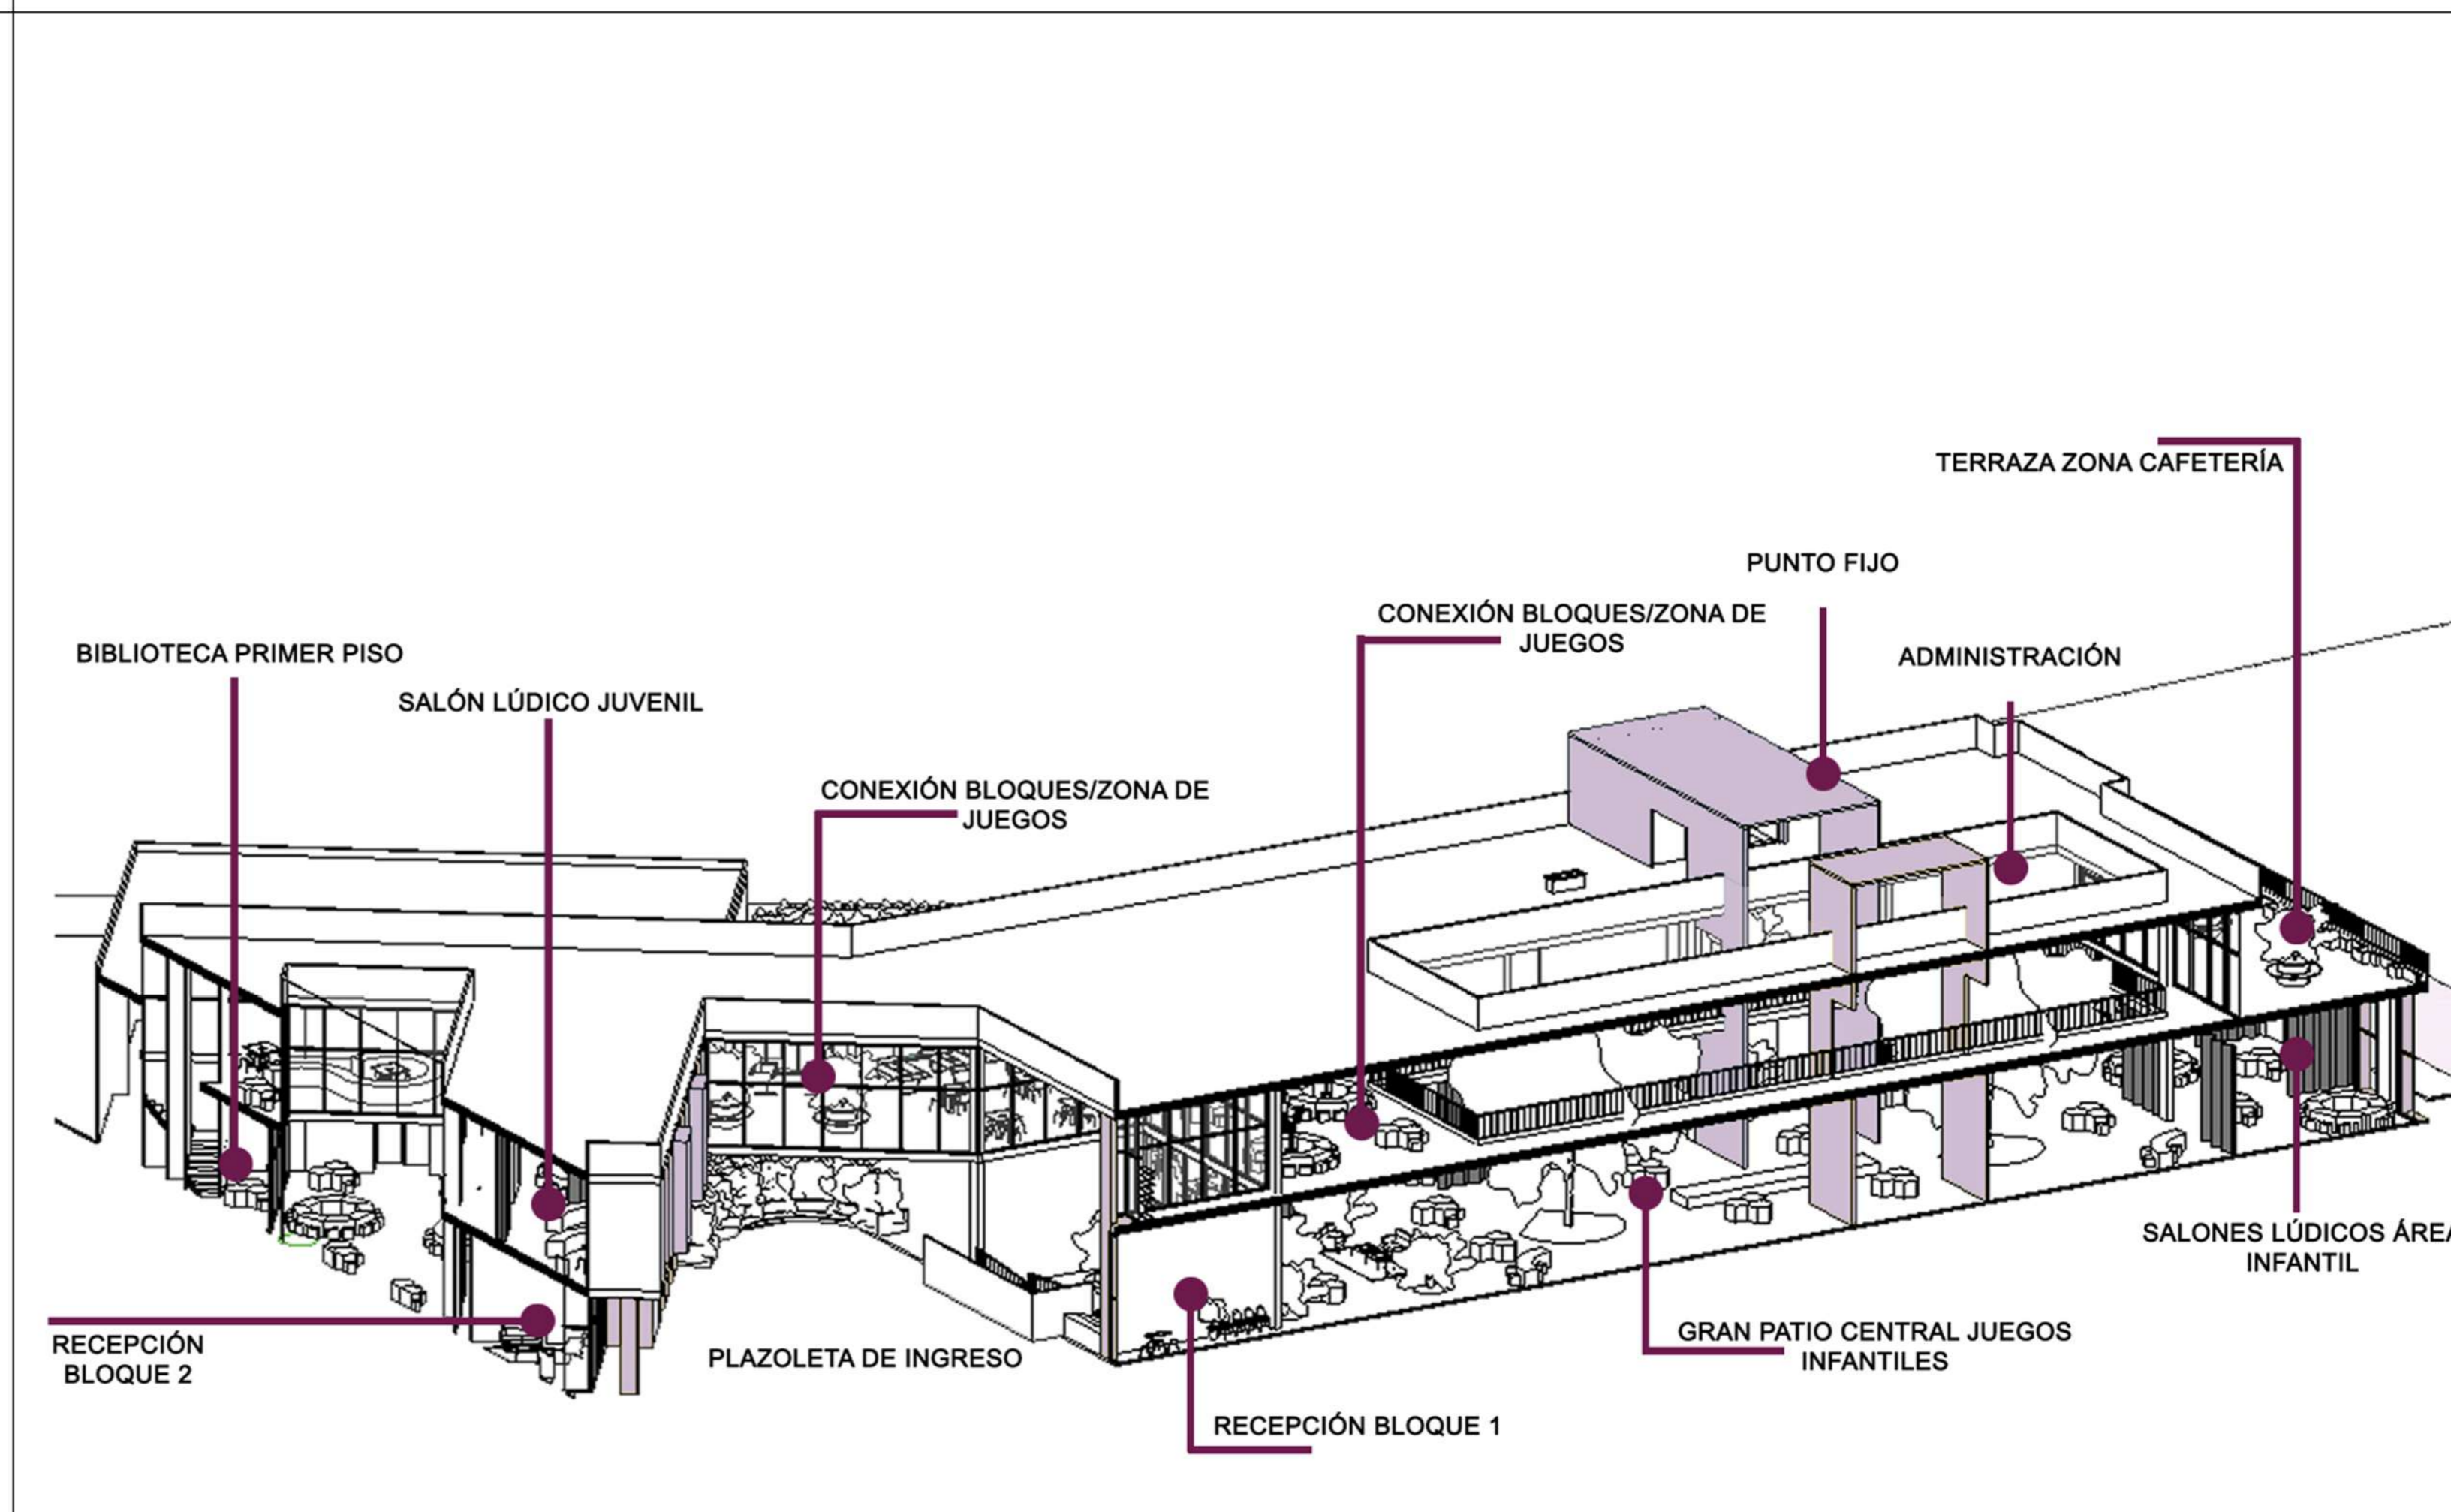 TERRAZA ZONA CAFETERÍA
PUNTO FIJO
CONEXIÓN BLOQUES/ZONA DE
JUEGOS
ADMINISTRACIÓN
BIBLIOTECA PRIMER PISO
SALÓN LÚDICO JUVENIL
CONEXIÓN BLOQUES/ZONA DE
JUEGOS
SALONES LÚDICOS ÁREA
INFANTIL
RECEPCIÓN
BLOQUE 2
PLAZOLETA DE INGRESO
GRAN PATIO CENTRAL JUEGOS
INFANTILES
RECEPCIÓN BLOQUE 1